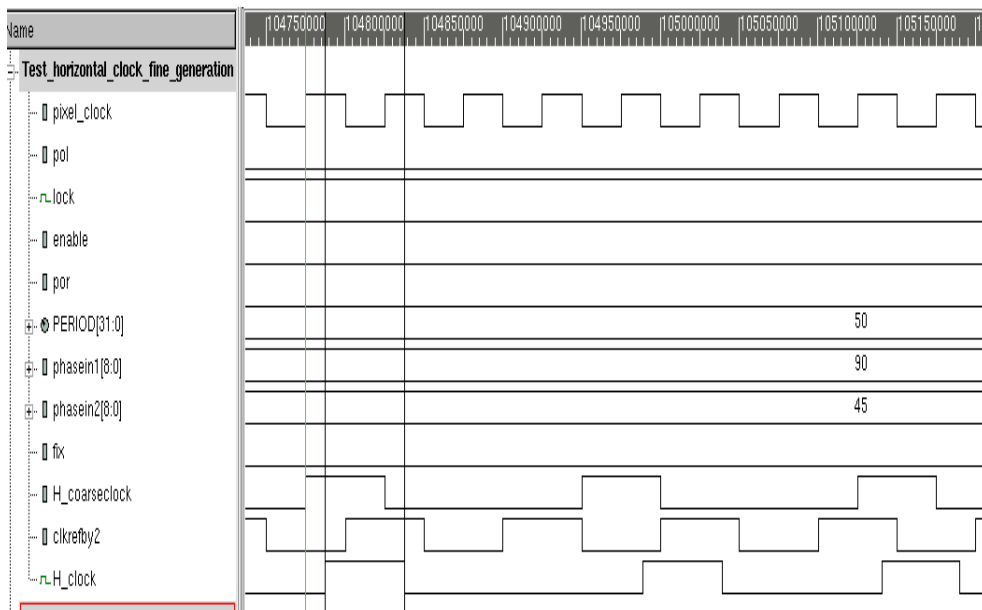 Name
104750000 104800000 104850000 104900000 104950000 105000000 105050000 105100000 105150000
Test_horizontal_clock_fine_generation
pixel_clock
pol
lock
enable
por
PERIOD[31:0] 50
phasein1[8:0] 90
phasein2[8:0] 45
fix
H_coarseclock
clkrefby2
H_clock